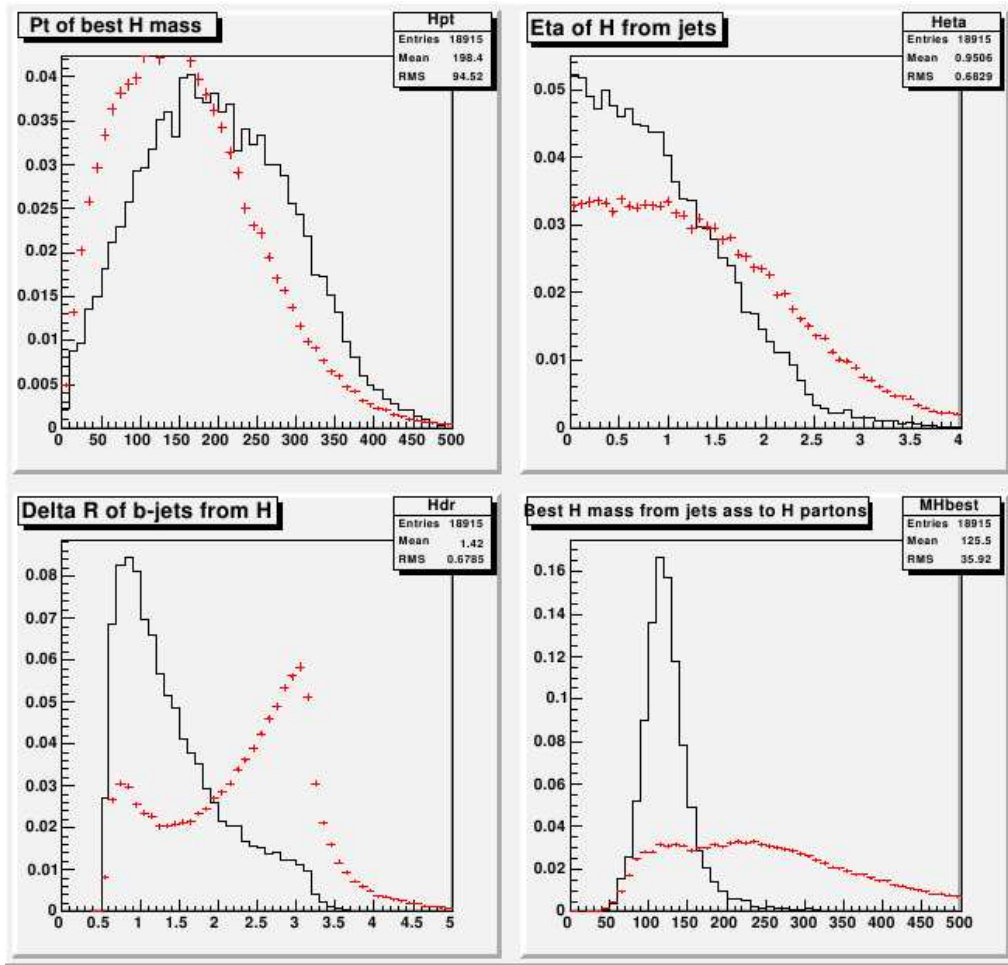 Pt of best H mass
Hpt
Entries 18915
Mean 198.4
RMS 94.52
0.04
0.035
0.03
0.025
0.02
0.015
0.01
0.005
0
0 50 100 150 200 250 300 350 400 450 500
Eta of H from jets
Heta
Entries 18915
Mean 0.9506
RMS 0.6829
0.05
0.04
0.03
0.02
0.01
0
0 0.5 1 1.5 2 2.5 3 3.5 4
Delta R of b-jets from H
Hdr
Entries 18915
Mean 1.42
RMS 0.6785
0.08
0.07
0.06
0.05
0.04
0.03
0.02
0.01
0
0 0.5 1 1.5 2 2.5 3 3.5 4 4.5 5
Best H mass from jets ass to H partons
MHbest
Entries 18915
Mean 125.5
RMS 35.92
0.16
0.14
0.12
0.1
0.08
0.06
0.04
0.02
0
0 50 100 150 200 250 300 350 400 450 500